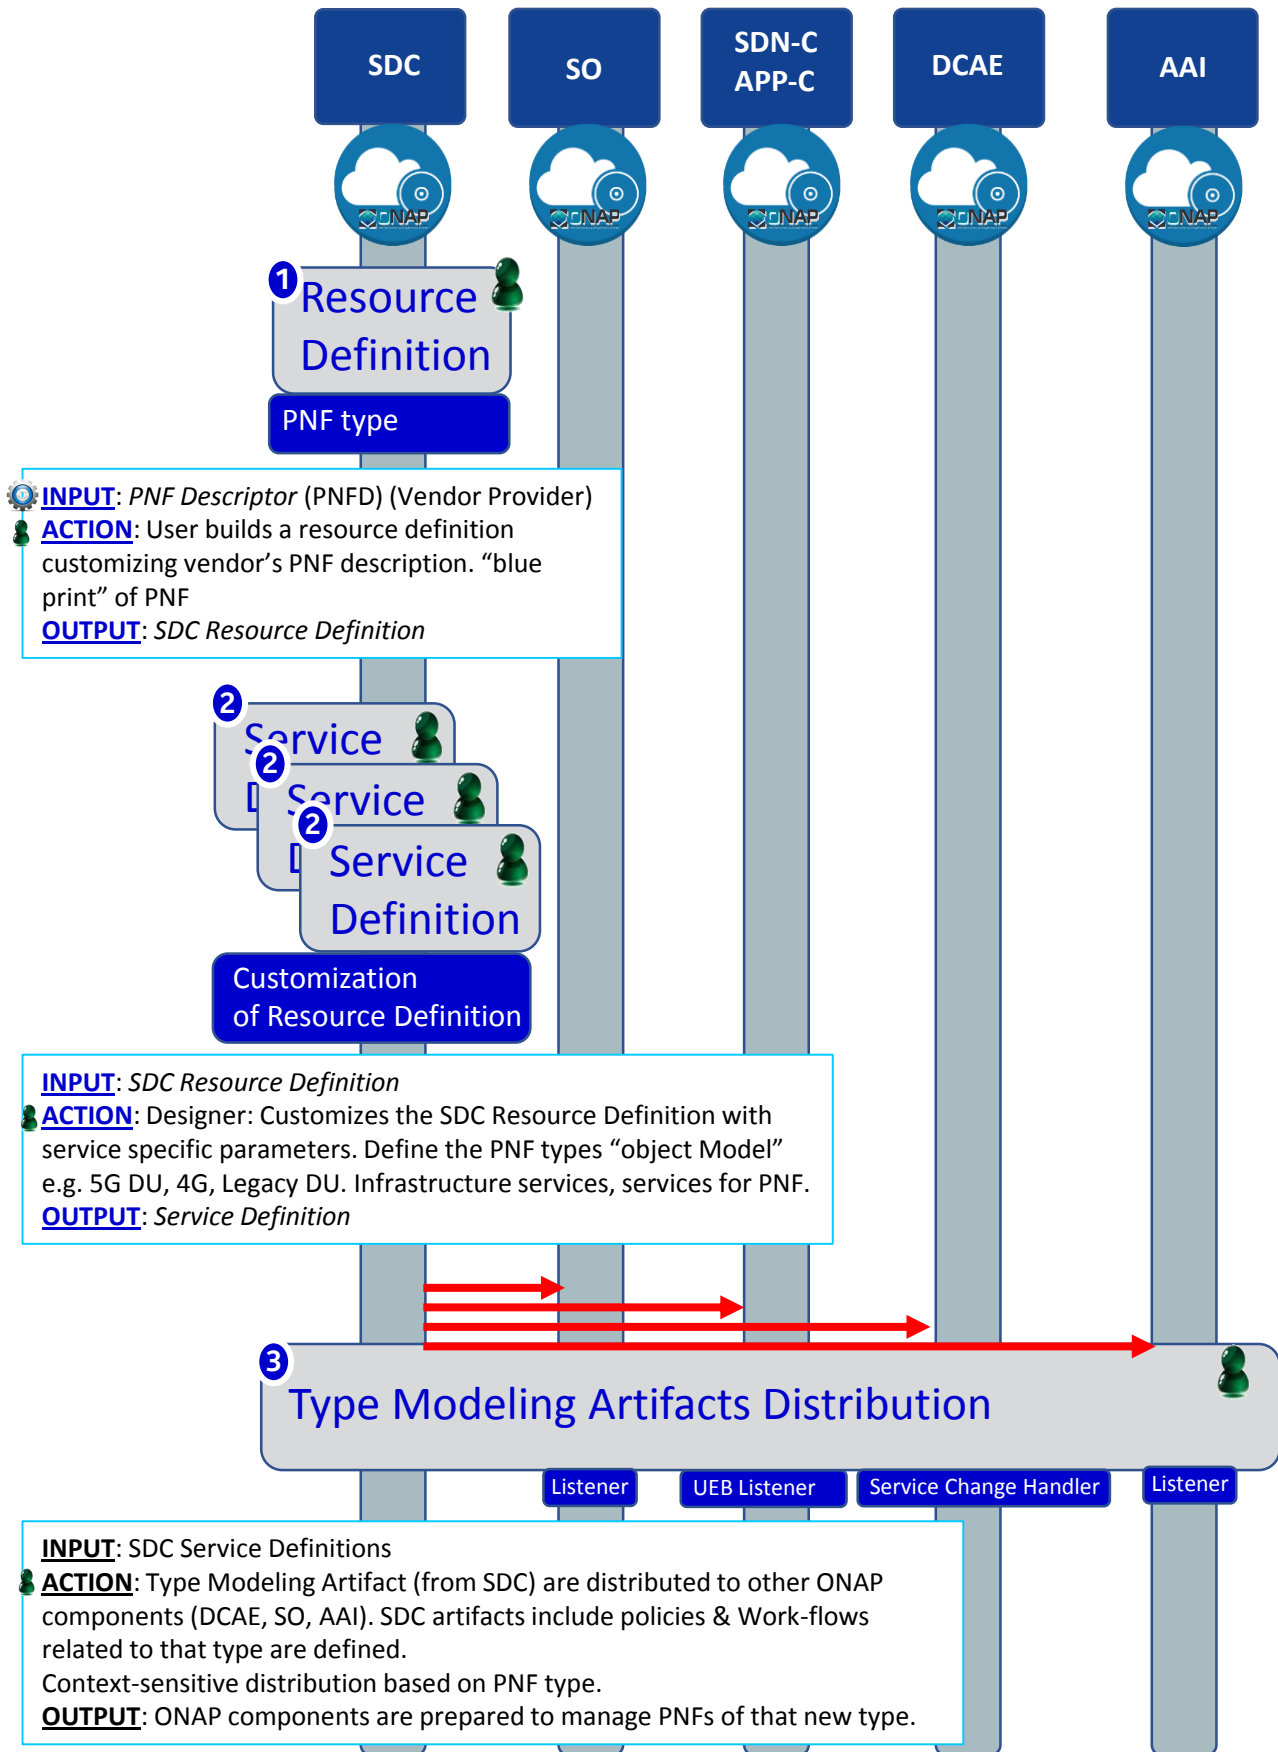 SDC
SO
SDN-C
APP-C
DCAE
AAI
ONAP
ONAP
ONAP
ONAP
ONAP
1
Resource
Definition
PNF type
INPUT: PNF Descriptor (PNFD) (Vendor Provider)
ACTION: User builds a resource definition
customizing vendor’s PNF description. “blue
print” of PNF
OUTPUT: SDC Resource Definition
2
Service
D
2
Service
D
2
Service
Definition
Customization
of Resource Definition
INPUT: SDC Resource Definition
ACTION: Designer: Customizes the SDC Resource Definition with
service specific parameters. Define the PNF types “object Model”
e.g. 5G DU, 4G, Legacy DU. Infrastructure services, services for PNF.
OUTPUT: Service Definition
3
Type Modeling Artifacts Distribution
Listener
UEB Listener
Service Change Handler
Listener
INPUT: SDC Service Definitions
ACTION: Type Modeling Artifact (from SDC) are distributed to other ONAP
components (DCAE, SO, AAI). SDC artifacts include policies & Work-flows
related to that type are defined.
Context-sensitive distribution based on PNF type.
OUTPUT: ONAP components are prepared to manage PNFs of that new type.